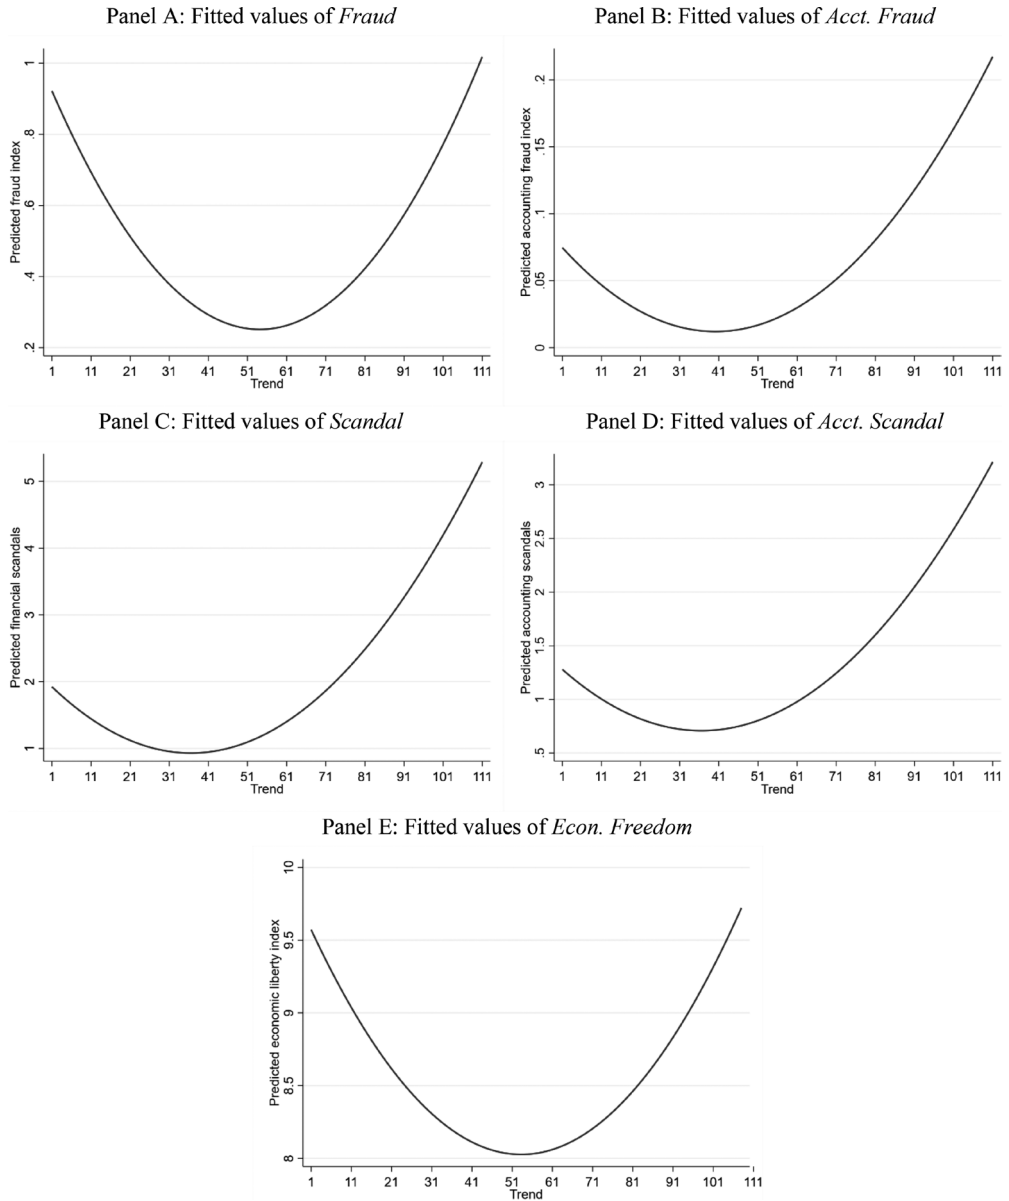 Panel A: Fitted values of Fraud
Predicted fraud index
1
.8
.6
.4
.2
1 11 21 31 41 51 61 71 81 91 101 111
Trend
Panel B: Fitted values of Acct. Fraud
Predicted accounting fraud index
.2
.15
.1
.05
0
1 11 21 31 41 51 61 71 81 91 101 111
Trend
Panel C: Fitted values of Scandal
Predicted financial scandals
5
4
3
2
1
1 11 21 31 41 51 61 71 81 91 101 111
Trend
Panel D: Fitted values of Acct. Scandal
Predicted accounting scandals
3
2.5
2
1.5
1
.5
1 11 21 31 41 51 61 71 81 91 101 111
Trend
Panel E: Fitted values of Econ. Freedom
Predicted economic liberty index
10
9.5
9
8.5
8
1 11 21 31 41 51 61 71 81 91 101 111
Trend